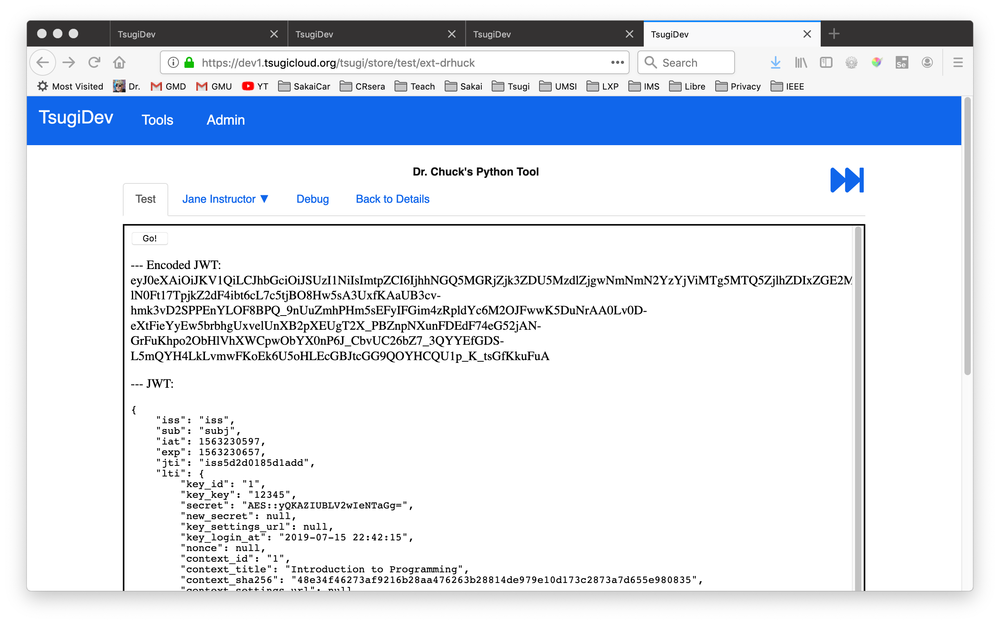 TsugiDev TsugiDev TsugiDev TsugiDev
https://dev1.tsugicloud.org/tsugi/store/test/ext-drhuck ••• Search
Most Visited Dr. GMD GMU YT SakaiCar CRsera Teach Sakai Tsugi UMSI LXP IMS Libre Privacy IEEE
TsugiDev Tools Admin
Dr. Chuck's Python Tool
Test Jane Instructor ▼ Debug Back to Details
Go!
--- Encoded JWT:
eyJ0eXAiOiJKV1QiLCJhbGciOiJSUzI1NiIsImtpZCI6IjhhNGQ5MGRjZjk3ZDU5MzdlZjgwNmNmN2YzYjViMTg5MTQ5ZjlhZDIxZGE2M
lN0Ft17TpjkZ2dF4ibt6cL7c5tjBO8Hw5sA3UxfKAaUB3cv-
hmk3vD2SPPEnYLOF8BPQ_9nUuZmhPHm5sEFyIFGim4zRpldYc6M2OJFwwK5DuNrAA0Lv0D-
eXtFieYyEw5brbhgUxvelUnXB2pXEUgT2X_PBZnpNXunFDEdF74eG52jAN-
GrFuKhpo2ObHlVhXWCpwObYX0nP6J_CbvUC26bZ7_3QYYEfGDS-
L5mQYH4LkLvmwFKoEk6U5oHLEcGBJtcGG9QOYHCQU1p_K_tsGfKkuFuA
--- JWT:
{
"iss": "iss",
"sub": "subj",
"iat": 1563230597,
"exp": 1563230657,
"jti": "iss5d2d0185d1add",
"lti": {
"key_id": "1",
"key_key": "12345",
"secret": "AES::yQKAZIUBLV2wIeNTaGg=",
"new_secret": null,
"key_settings_url": null,
"key_login_at": "2019-07-15 22:42:15",
"nonce": null,
"context_id": "1",
"context_title": "Introduction to Programming",
"context_sha256": "48e34f46273af9216b28aa476263b28814de979e10d173c2873a7d655e980835",
"context_settings_url": null